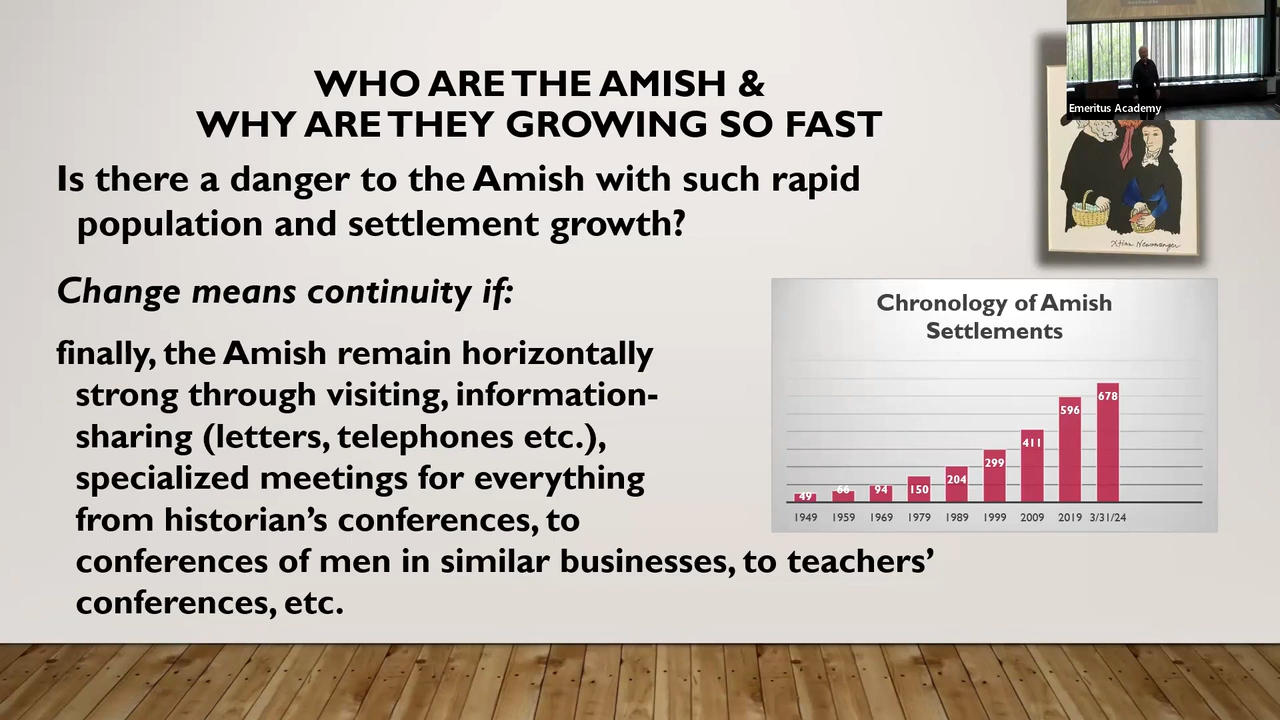 WHO ARE THE AMISH &
WHY ARE THEY GROWING SO FAST
Is there a danger to the Amish with such rapid
population and settlement growth?
Change means continuity if:
finally, the Amish remain horizontally
strong through visiting, information-
sharing (letters, telephones etc.),
specialized meetings for everything
from historian’s conferences, to
conferences of men in similar businesses, to teachers’
conferences, etc.
Emeritus Academy
Xtian Newswanger
Chronology of Amish
Settlements
49 66 94 150 204 299 411 596 678
1949 1959 1969 1979 1989 1999 2009 2019 3/31/24